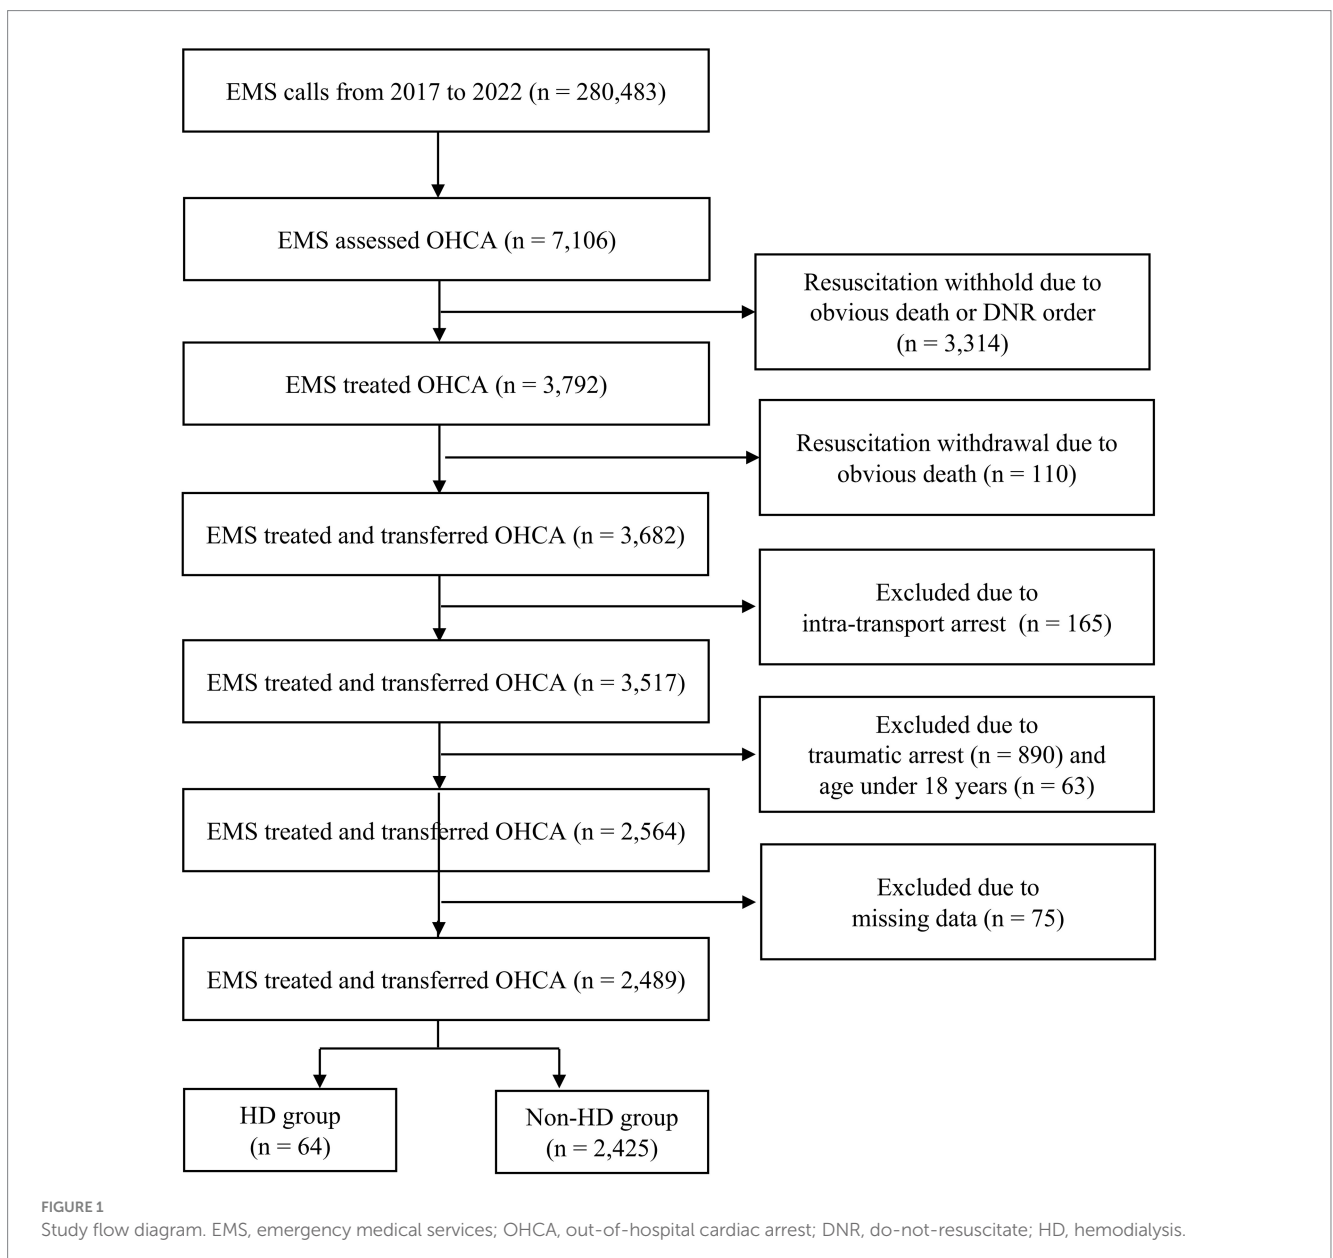 EMS calls from 2017 to 2022 (n = 280,483)
EMS assessed OHCA (n = 7,106)
Resuscitation withhold due to
obvious death or DNR order
(n = 3,314)
EMS treated OHCA (n = 3,792)
Resuscitation withdrawal due to
obvious death (n = 110)
EMS treated and transferred OHCA (n = 3,682)
Excluded due to
intra-transport arrest (n = 165)
EMS treated and transferred OHCA (n = 3,517)
Excluded due to
traumatic arrest (n = 890) and
age under 18 years (n = 63)
EMS treated and transferred OHCA (n = 2,564)
Excluded due to
missing data (n = 75)
EMS treated and transferred OHCA (n = 2,489)
HD group
(n = 64)
Non-HD group
(n = 2,425)
FIGURE 1
Study flow diagram. EMS, emergency medical services; OHCA, out-of-hospital cardiac arrest; DNR, do-not-resuscitate; HD, hemodialysis.